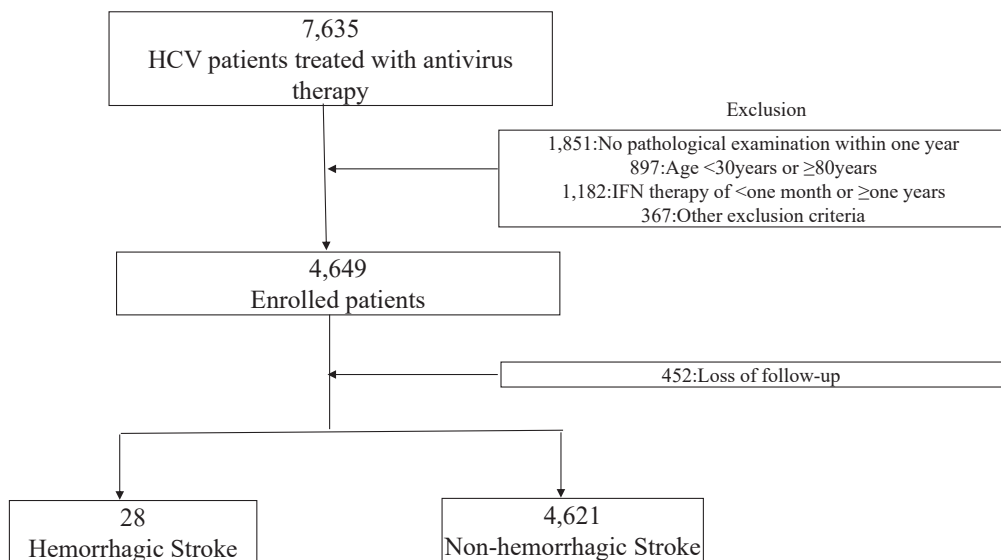 7,635
HCV patients treated with antivirus
therapy
Exclusion
1,851:No pathological examination within one year
897:Age <30years or ≥80years
1,182:IFN therapy of <one month or ≥one years
367:Other exclusion criteria
4,649
Enrolled patients
452:Loss of follow-up
28
Hemorrhagic Stroke
4,621
Non-hemorrhagic Stroke